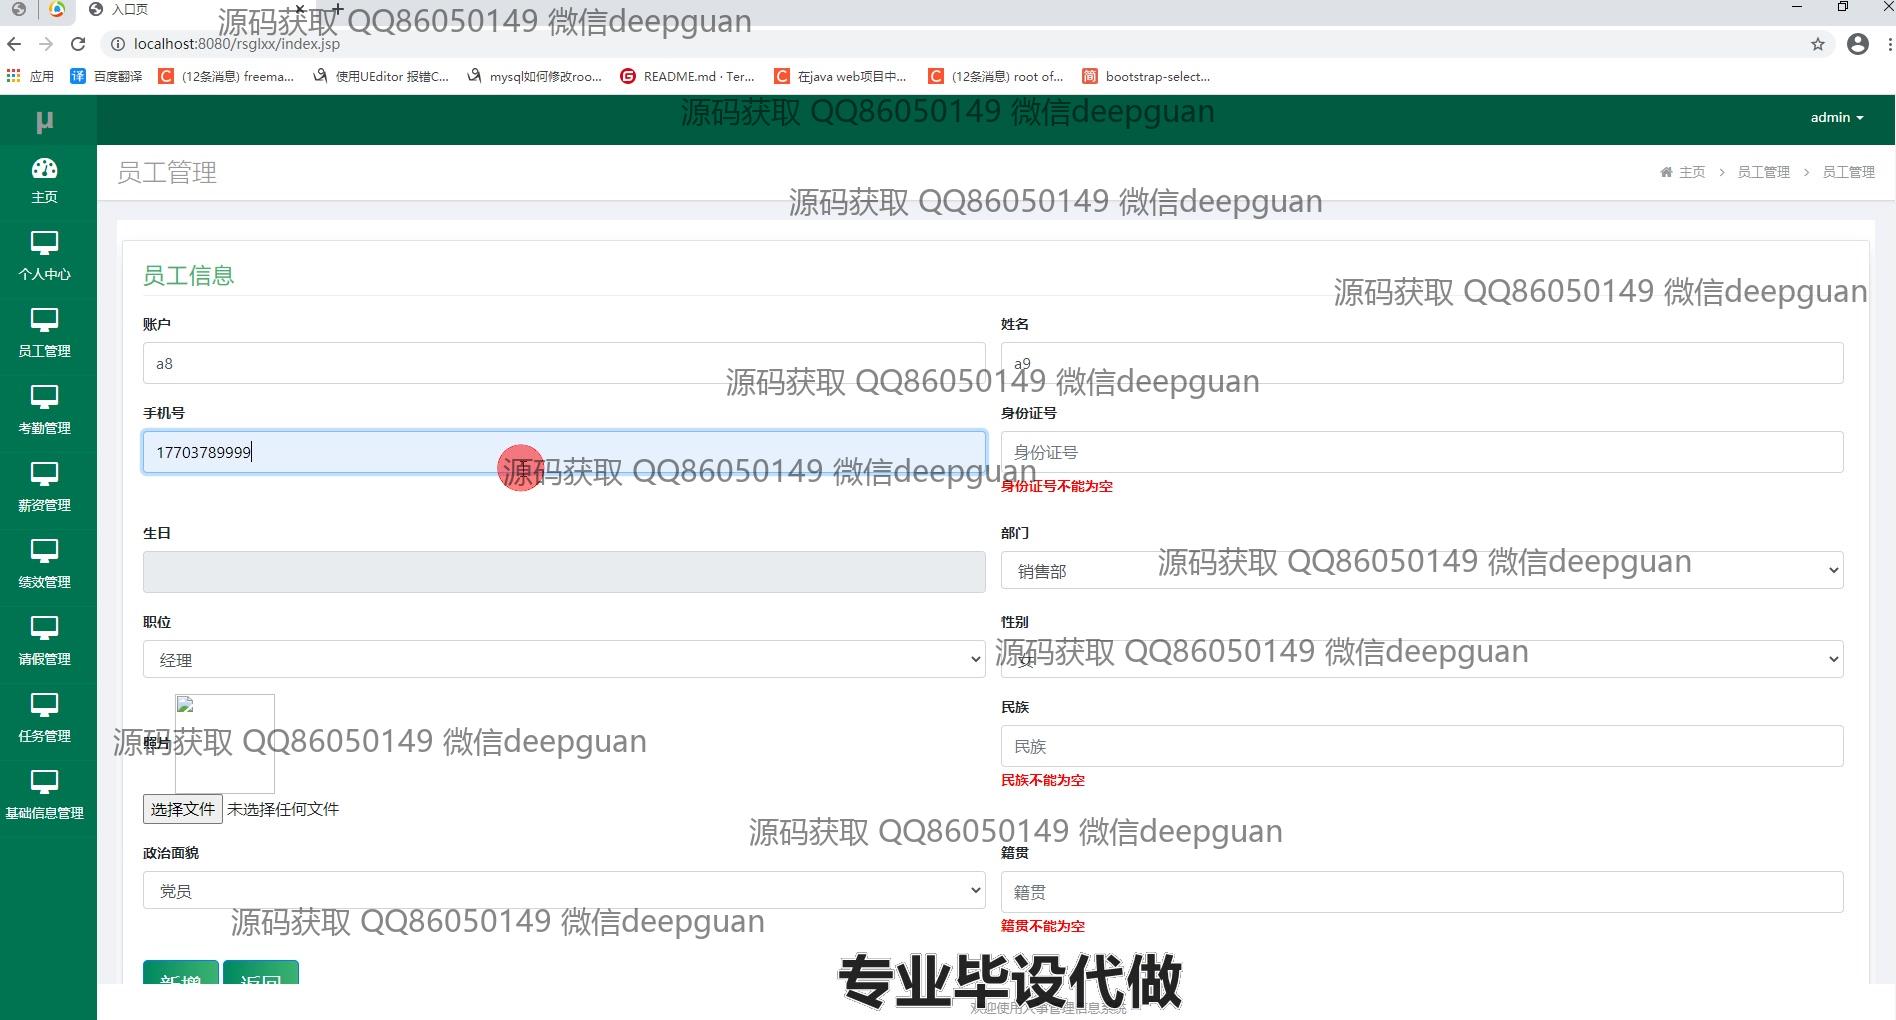 入口页
源码获取 QQ86050149 微信deepguan
localhost:8080/rsglxx/index.jsp
应用 百度翻译 (12条消息) freema... 使用UEditor 报错C... mysql如何修改roo... README.md · Ter... 在java web项目中... (12条消息) root of... bootstrap-select...
μ
源码获取 QQ86050149 微信deepguan
admin
员工管理
主页 > 员工管理 > 员工管理
源码获取 QQ86050149 微信deepguan
主页
个人中心
员工管理
考勤管理
薪资管理
绩效管理
请假管理
任务管理
基础信息管理
员工信息
源码获取 QQ86050149 微信deepguan
账户 姓名
a8 a9
源码获取 QQ86050149 微信deepguan
手机号 身份证号
17703789999 身份证号
源码获取 QQ86050149 微信deepguan
身份证号不能为空
生日 部门
销售部
源码获取 QQ86050149 微信deepguan
职位 性别
经理 女
源码获取 QQ86050149 微信deepguan
民族
照片 民族
源码获取 QQ86050149 微信deepguan
民族不能为空
选择文件 未选择任何文件
源码获取 QQ86050149 微信deepguan
政治面貌 籍贯
党员 籍贯
源码获取 QQ86050149 微信deepguan
籍贯不能为空
新增 返回
专业毕设代做
欢迎使用人事管理信息系统